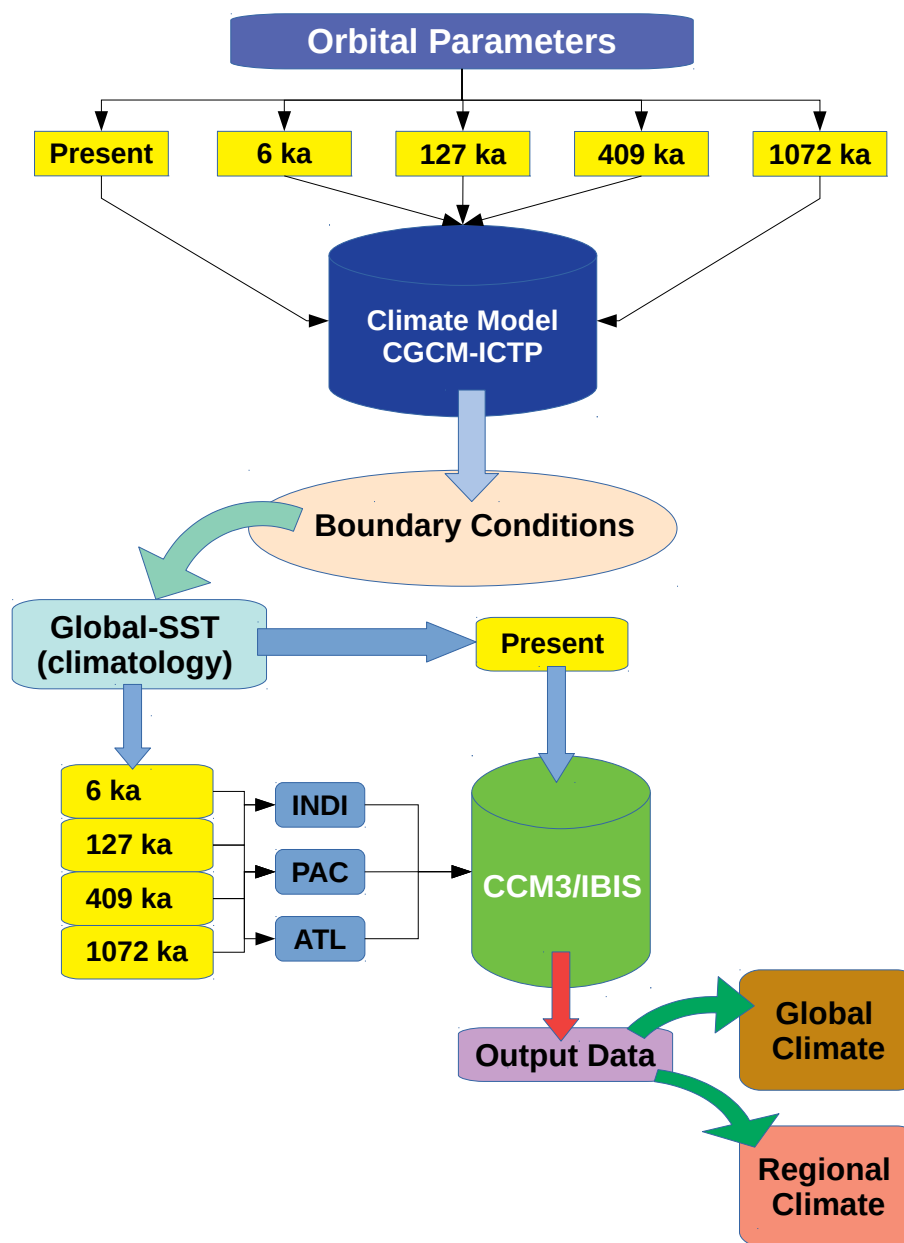 Orbital Parameters
Present
6 ka
127 ka
409 ka
1072 ka
Climate Model
CGCM-ICTP
Boundary Conditions
Global-SST
(climatology)
Present
6 ka
127 ka
409 ka
1072 ka
INDI
PAC
ATL
CCM3/IBIS
Output Data
Global
Climate
Regional
Climate